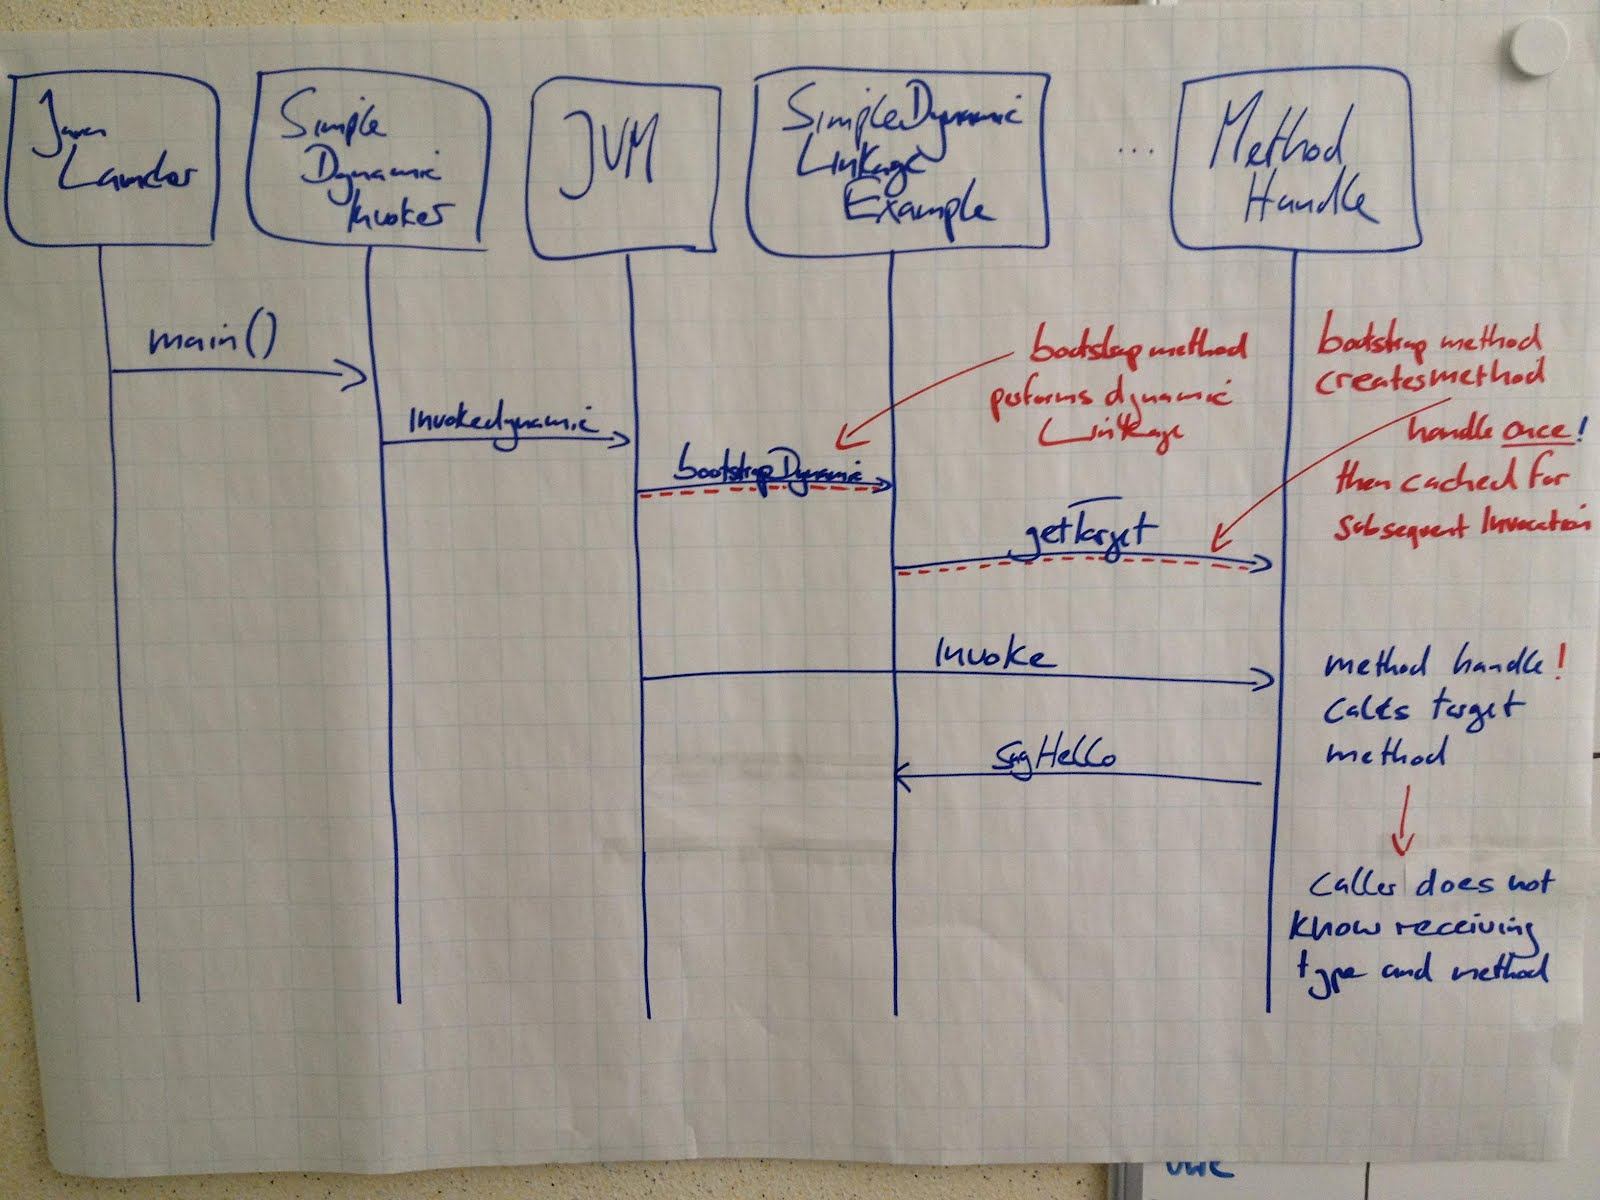 Java
Launcher
Simple
Dynamic
Invoker
JVM
SimpleDynamic
Linkage
Example
...
Method
Handle
main()
Invokedynamic
bootstrapDynamic
bootstrap method
performs dynamic
Linkage
bootstrap method
creates method
handle once!
then cached for
subsequent Invocation
getTarget
Invoke
method handle!
calls target
method
sayHello
caller does not
know receiving
type and method